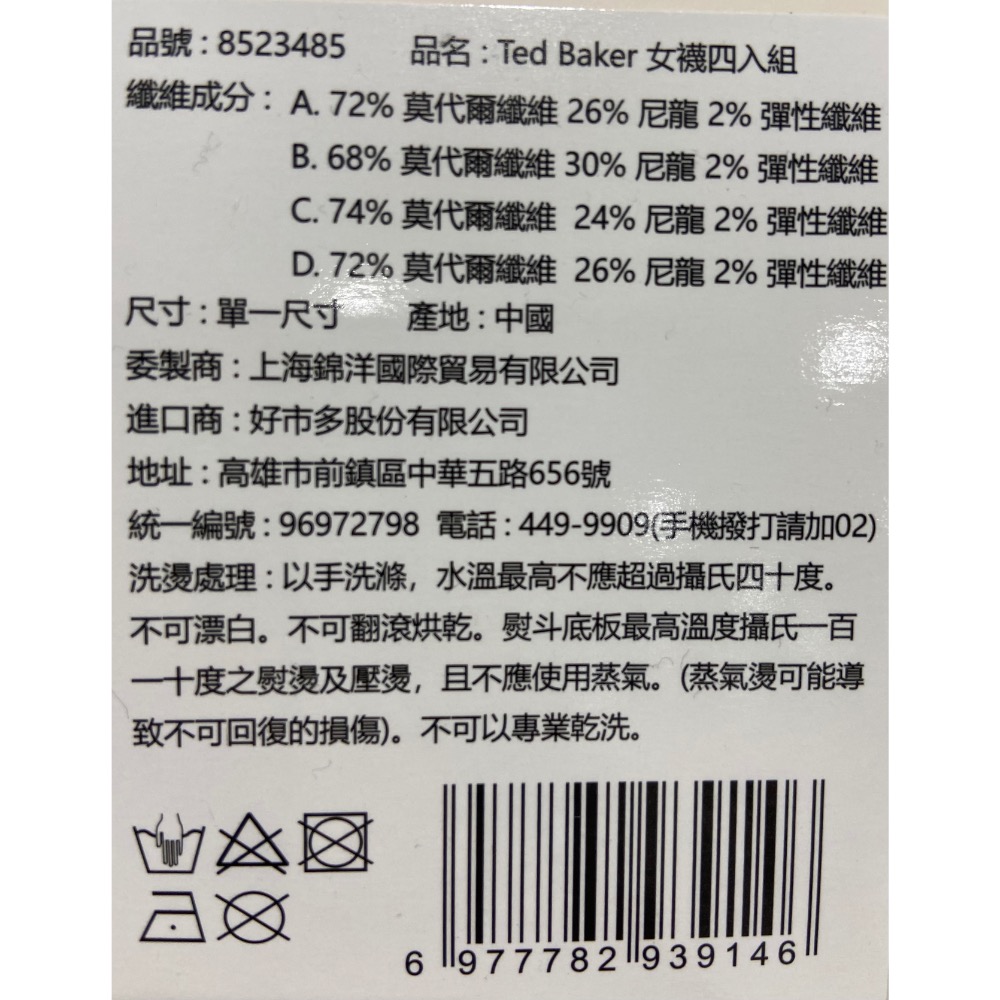 品號：8523485 品名：Ted Baker 女襪四入組
纖維成分：A. 72% 莫代爾纖維 26% 尼龍 2% 彈性纖維
B. 68% 莫代爾纖維 30% 尼龍 2% 彈性纖維
C. 74% 莫代爾纖維 24% 尼龍 2% 彈性纖維
D. 72% 莫代爾纖維 26% 尼龍 2% 彈性纖維
尺寸：單一尺寸 產地：中國
委製商：上海錦洋國際貿易有限公司
進口商：好市多股份有限公司
地址：高雄市前鎮區中華五路656號
統一編號：96972798 電話：449-9909(手機撥打請加02)
洗燙處理：以手洗滌，水溫最高不應超過攝氏四十度。
不可漂白。不可翻滾烘乾。熨斗底板最高溫度攝氏一百
一十度之熨燙及壓燙，且不應使用蒸氣。(蒸氣燙可能導
致不可回復的損傷)。不可以專業乾洗。
6 977782 939146